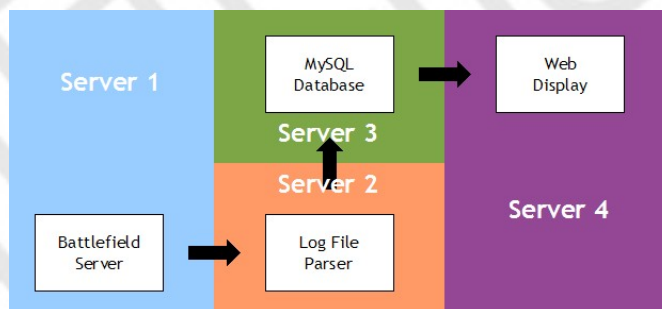 Server 1
Battlefield
Server
MySQL
Database
Server 3
Server 2
Log File
Parser
Web
Display
Server 4